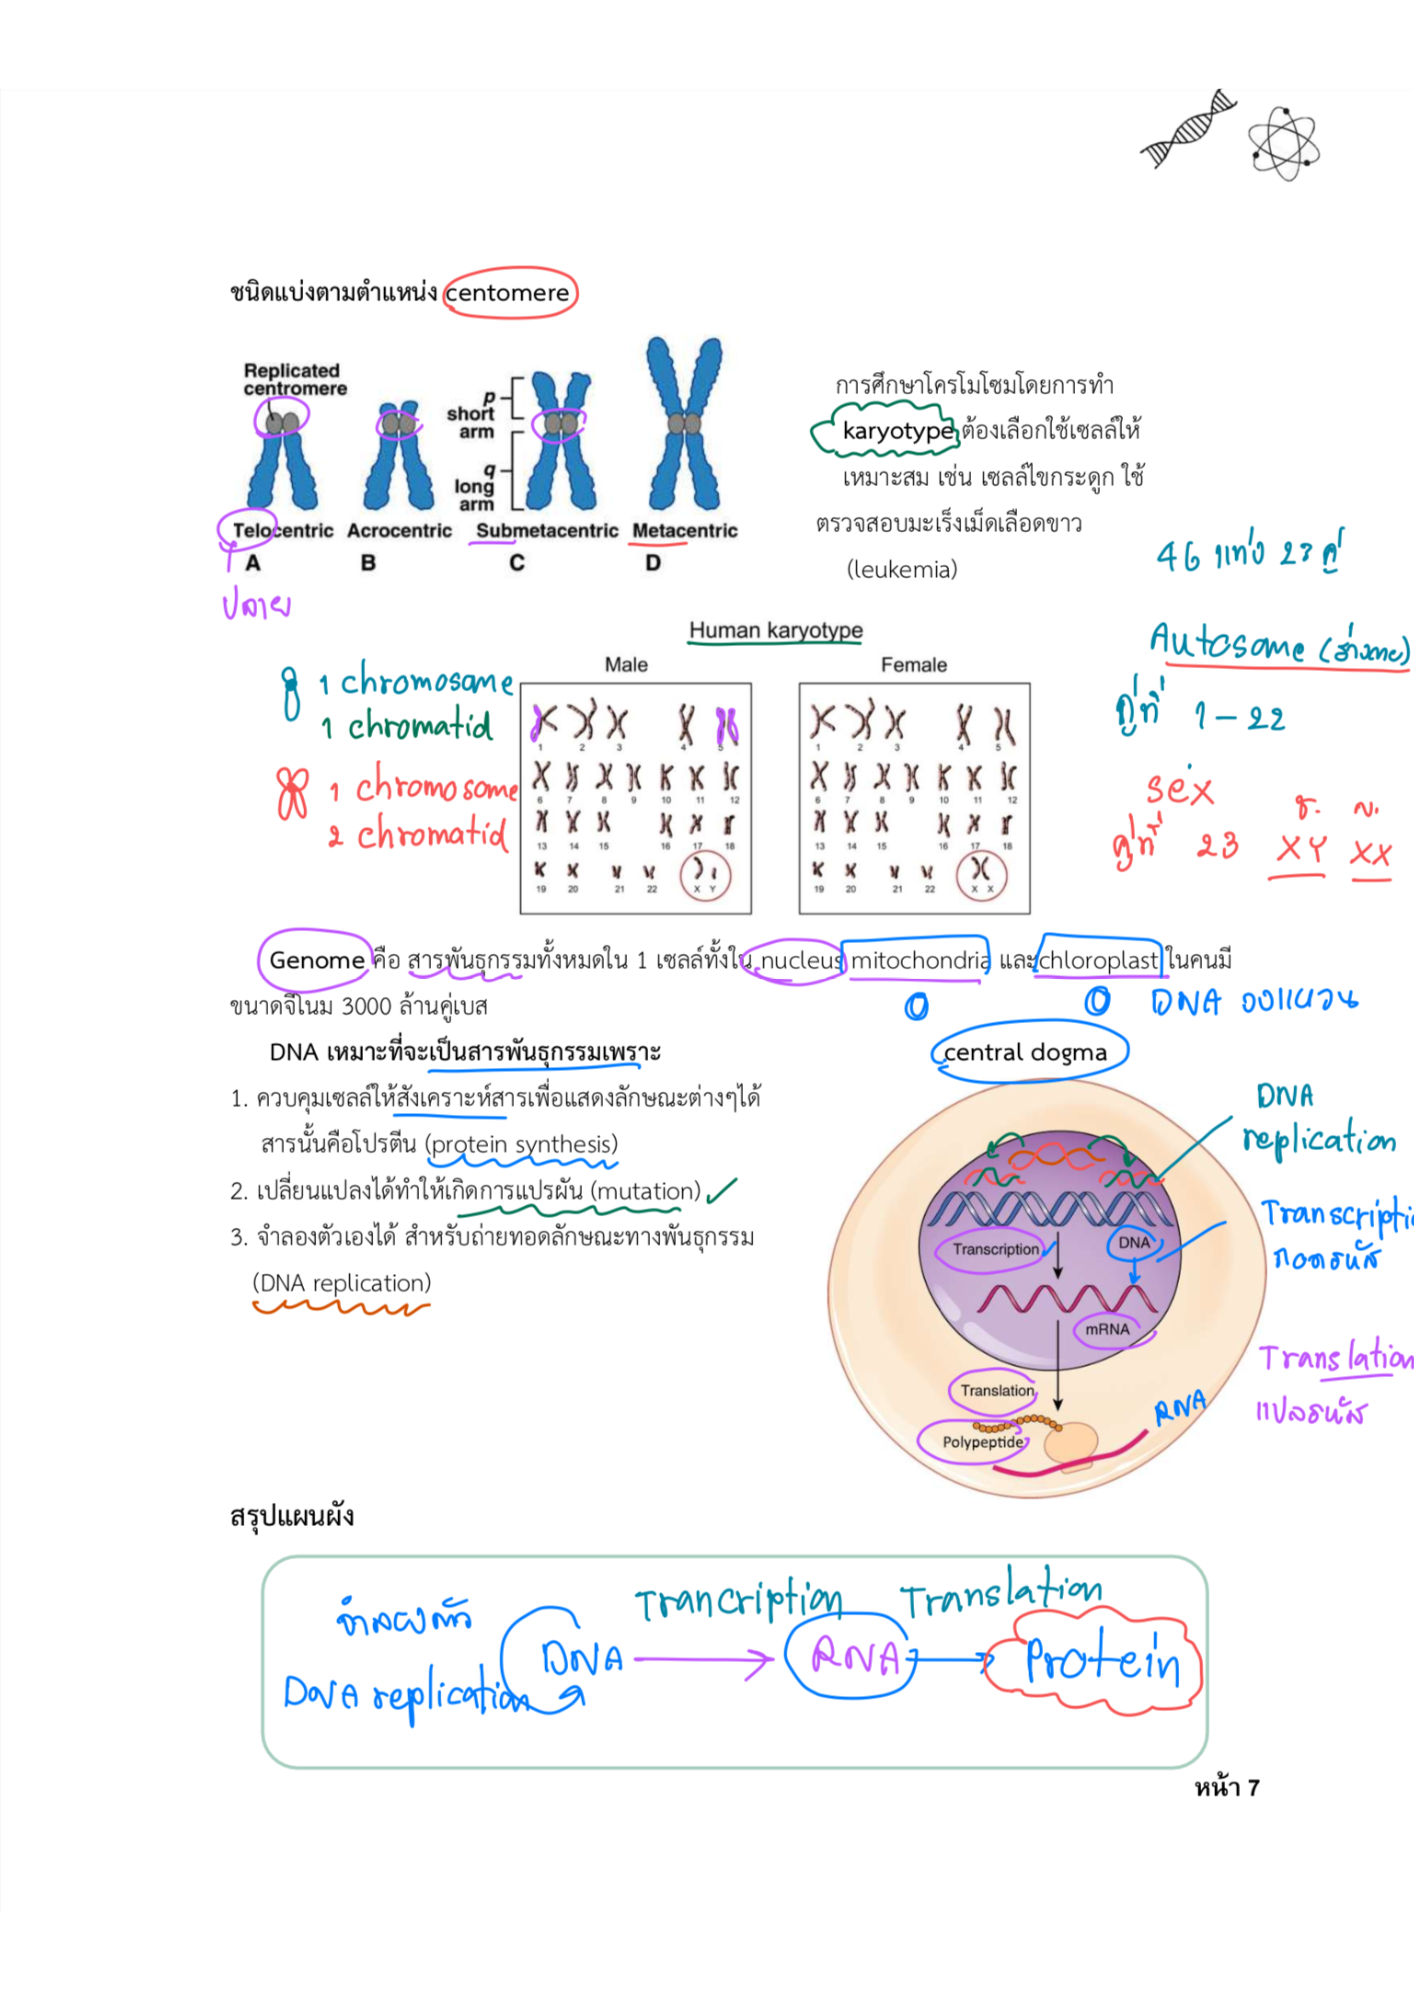 ชนิดแบ่งตามตำแหน่ง centomere
Replicated
centromere
p
short
arm
q
long
arm
Telocentric Acrocentric Submetacentric Metacentric
A B C D
ปลาย
การศึกษาโครโมโซมโดยการทำ
karyotype ต้องเลือกใช้เซลล์ให้
เหมาะสม เช่น เซลล์ไขกระดูก ใช้
ตรวจสอบมะเร็งเม็ดเลือดขาว
(leukemia)
46 แท่ง 23 คู่
Autosome (ร่างกาย)
คู่ที่ 1 - 22
sex
ช. ญ.
คู่ที่ 23 XY XX
Human karyotype
Male Female
1 chromosome
1 chromatid
1 chromosome
2 chromatid
1 2 3 4 5
6 7 8 9 10 11 12
13 14 15 16 17 18
19 20 21 22 X Y
1 2 3 4 5
6 7 8 9 10 11 12
13 14 15 16 17 18
19 20 21 22 X X
Genome คือ สารพันธุกรรมทั้งหมดใน 1 เซลล์ทั้งใน nucleus mitochondria และ chloroplast ในคนมี
ขนาดจีโนม 3000 ล้านคู่เบส
DNA วงแหวน
DNA เหมาะที่จะเป็นสารพันธุกรรมเพราะ
1. ควบคุมเซลล์ให้สังเคราะห์สารเพื่อแสดงลักษณะต่างๆได้
สารนั้นคือโปรตีน (protein synthesis)
2. เปลี่ยนแปลงได้ทำให้เกิดการแปรผัน (mutation)
3. จำลองตัวเองได้ สำหรับถ่ายทอดลักษณะทางพันธุกรรม
(DNA replication)
central dogma
DNA
replication
Transcription
DNA
Transcripti
ถอดรหัส
mRNA
Translation
Translation
แปลรหัส
Polypeptide
RNA
สรุปแผนผัง
จำลองตัว
DNA replication
DNA
Trancription
RNA
Translation
Protein
หน้า 7